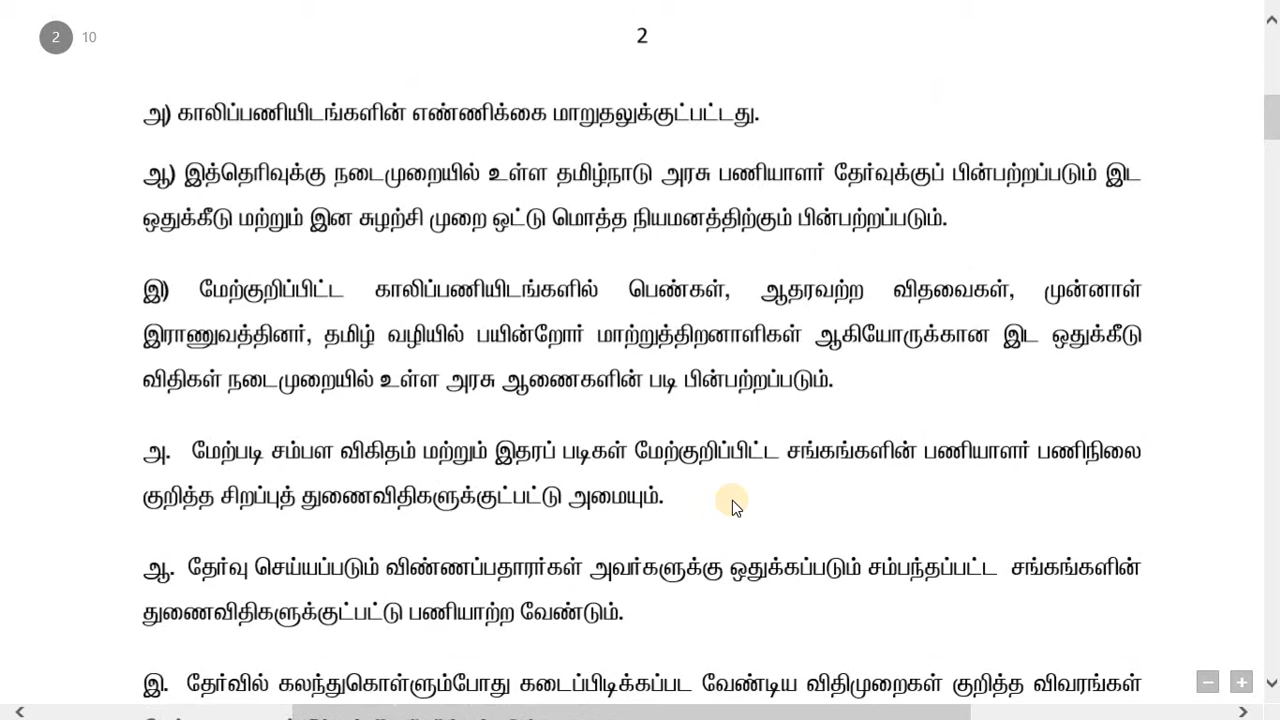 2 10
2
அ) காலிப்பணியிடங்களின் எண்ணிக்கை மாறுதலுக்குட்பட்டது.
ஆ) இத்தெரிவுக்கு நடைமுறையில் உள்ள தமிழ்நாடு அரசு பணியாளர் தேர்வுக்குப் பின்பற்றப்படும் இட
ஒதுக்கீடு மற்றும் இன சுழற்சி முறை ஒட்டு மொத்த நியமனத்திற்கும் பின்பற்றப்படும்.
இ) மேற்குறிப்பிட்ட காலிப்பணியிடங்களில் பெண்கள், ஆதரவற்ற விதவைகள், முன்னாள்
இராணுவத்தினர், தமிழ் வழியில் பயின்றோர் மாற்றுத்திறனாளிகள் ஆகியோருக்கான இட ஒதுக்கீடு
விதிகள் நடைமுறையில் உள்ள அரசு ஆணைகளின் படி பின்பற்றப்படும்.
அ. மேற்படி சம்பள விகிதம் மற்றும் இதரப் படிகள் மேற்குறிப்பிட்ட சங்கங்களின் பணியாளர் பணிநிலை
குறித்த சிறப்புத் துணைவிதிகளுக்குட்பட்டு அமையும்.
ஆ. தேர்வு செய்யப்படும் விண்ணப்பதாரர்கள் அவர்களுக்கு ஒதுக்கப்படும் சம்பந்தப்பட்ட சங்கங்களின்
துணைவிதிகளுக்குட்பட்டு பணியாற்ற வேண்டும்.
இ. தேர்வில் கலந்துகொள்ளும்போது கடைப்பிடிக்கப்பட வேண்டிய விதிமுறைகள் குறித்த விவரங்கள்